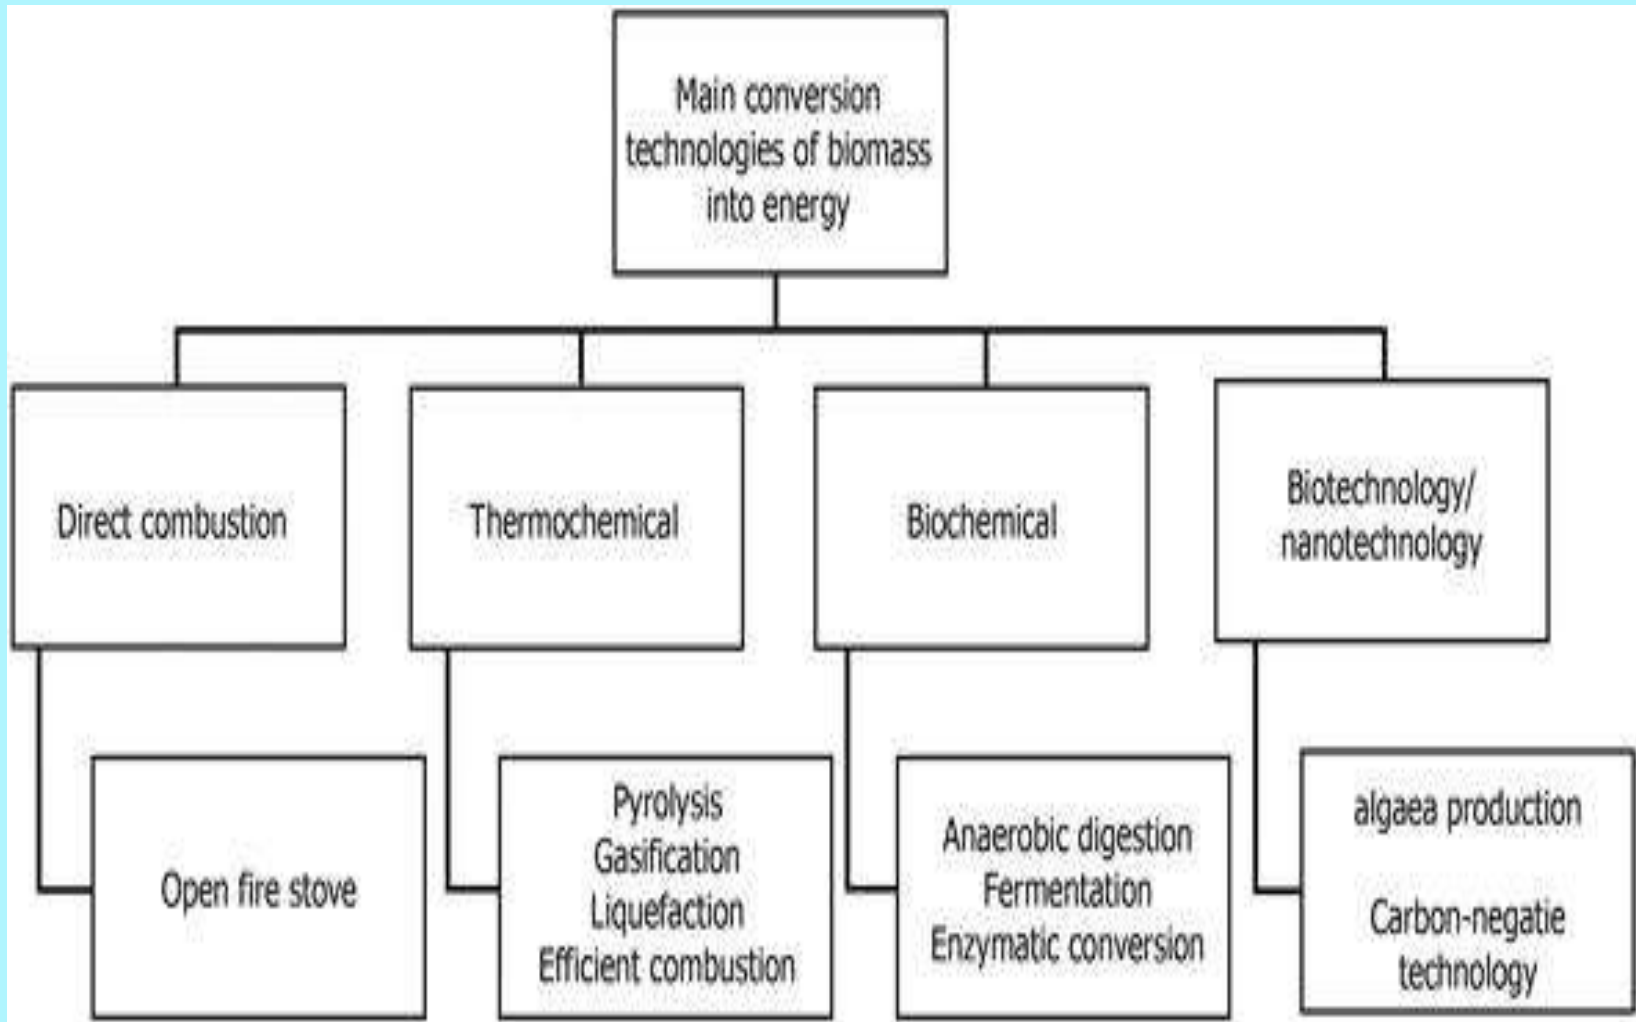 Main conversion
technologies of biomass
into energy
Direct combustion
Thermochemical
Biochemical
Biotechnology/
nanotechnology
Open fire stove
Pyrolysis
Gasification
Liquefaction
Efficient combustion
Anaerobic digestion
Fermentation
Enzymatic conversion
algaea production
Carbon-negatie
technology